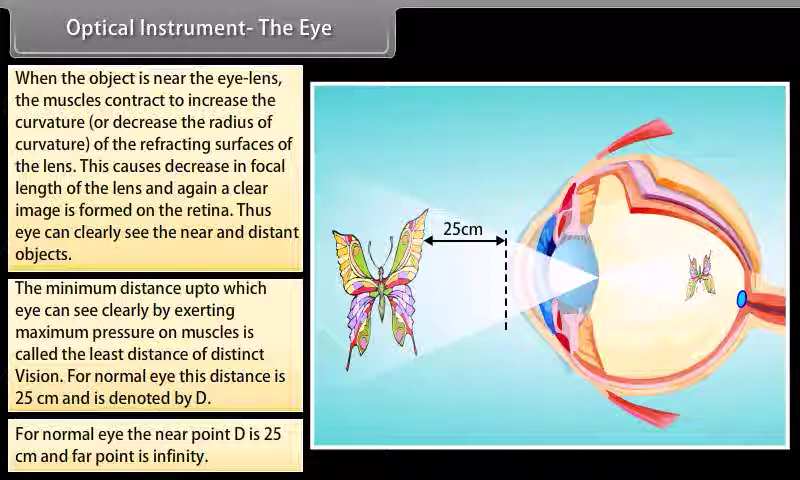 Optical Instrument- The Eye
When the object is near the eye-lens,
the muscles contract to increase the
curvature (or decrease the radius of
curvature) of the refracting surfaces of
the lens. This causes decrease in focal
length of the lens and again a clear
image is formed on the retina. Thus
eye can clearly see the near and distant
objects.
The minimum distance upto which
eye can see clearly by exerting
maximum pressure on muscles is
called the least distance of distinct
Vision. For normal eye this distance is
25 cm and is denoted by D.
For normal eye the near point D is 25
cm and far point is infinity.
25cm